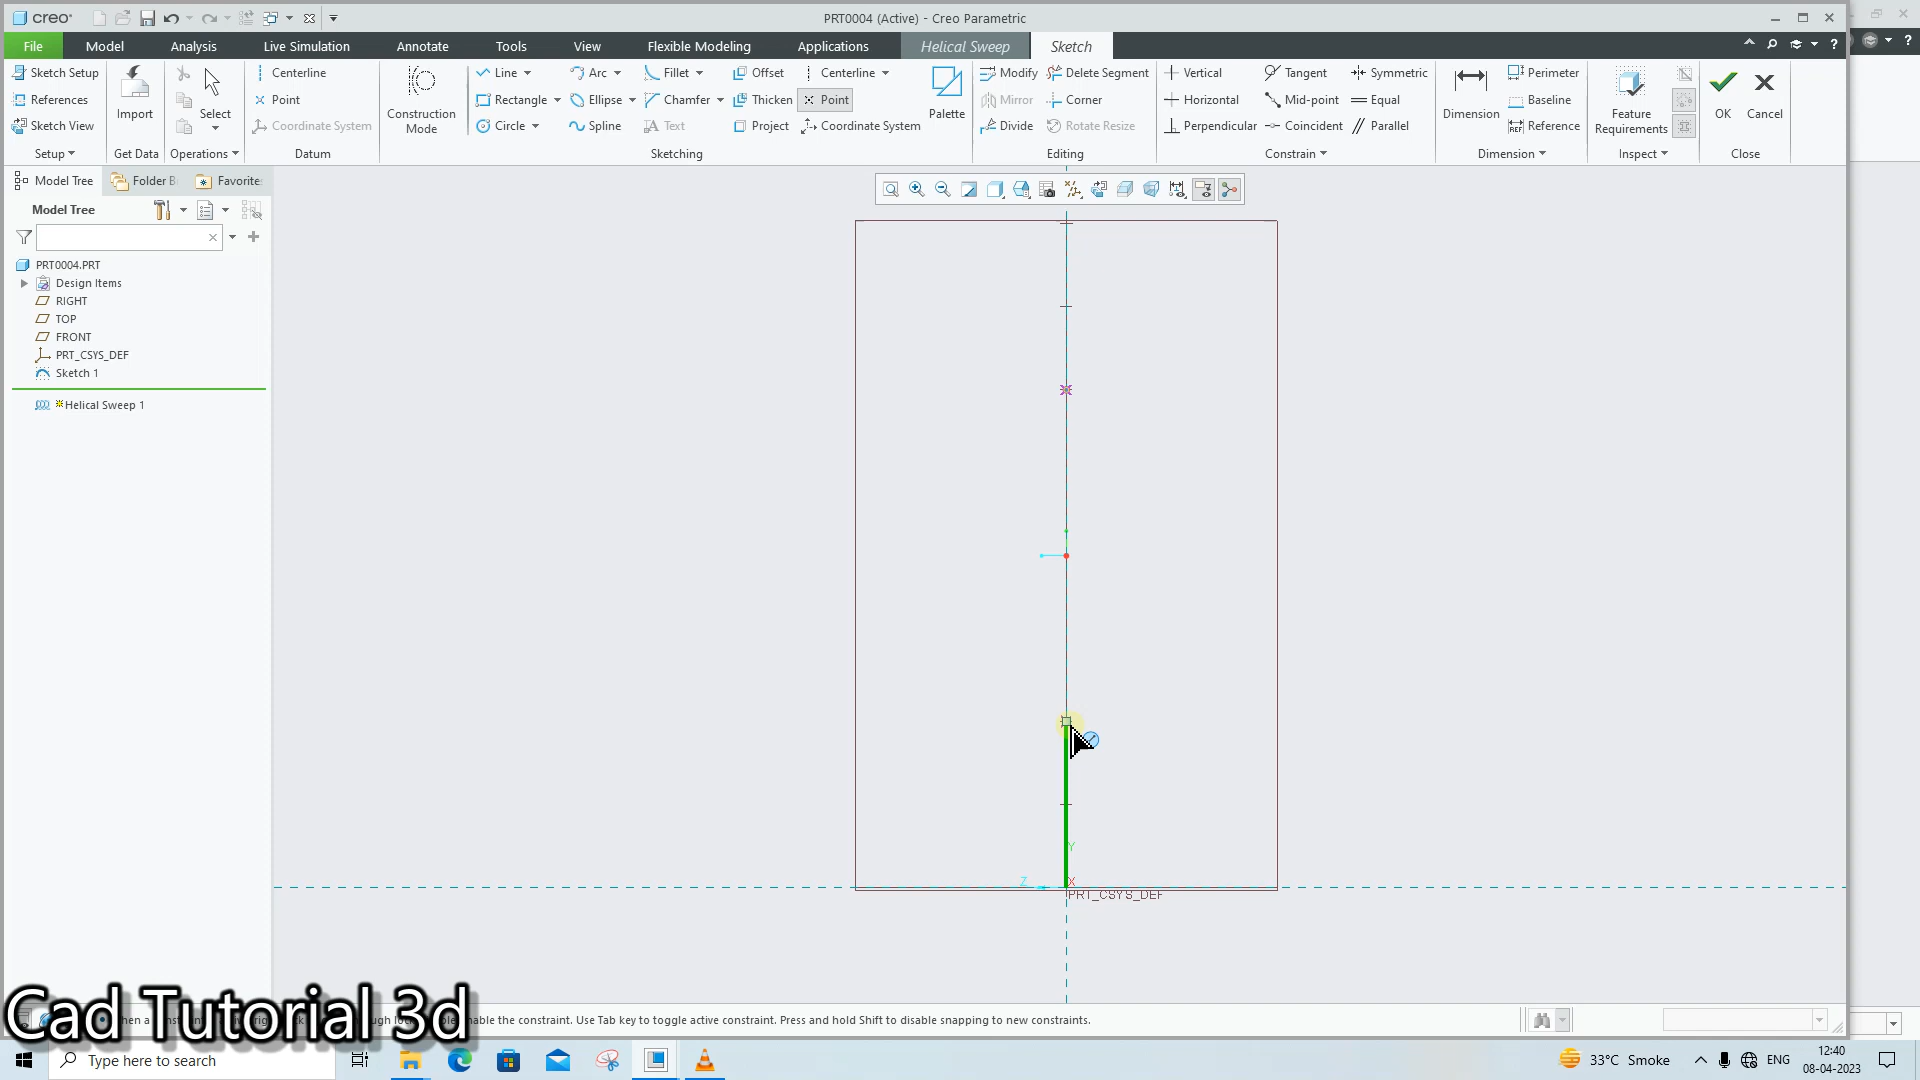 creo
PRT0004 (Active) - Creo Parametric
File
Model
Analysis
Live Simulation
Annotate
Tools
View
Flexible Modeling
Applications
Helical Sweep
Sketch
Sketch Setup
References
Sketch View
Setup
Import
Get Data
Select
Operations
Centerline
Point
Coordinate System
Datum
Construction
Mode
Line
Rectangle
Circle
Arc
Ellipse
Spline
Fillet
Chamfer
Text
Offset
Thicken
Project
Centerline
Point
Coordinate System
Palette
Sketching
Modify
Mirror
Divide
Delete Segment
Corner
Rotate Resize
Editing
Vertical
Horizontal
Perpendicular
Tangent
Mid-point
Coincident
Symmetric
Equal
Parallel
Constrain
Dimension
Perimeter
Baseline
Reference
Dimension
Feature
Requirements
Inspect
OK
Cancel
Close
Model Tree
Folder B
Favorite
Model Tree
PRT0004.PRT
Design Items
RIGHT
TOP
FRONT
PRT_CSYS_DEF
Sketch 1
Helical Sweep 1
Y
Z
X
PRT_CSYS_DEF
Cad Tutorial 3d
the constraint. Use Tab key to toggle active constraint. Press and hold Shift to disable snapping to new constraints.
Type here to search
33°C Smoke
ENG
12:40
08-04-2023